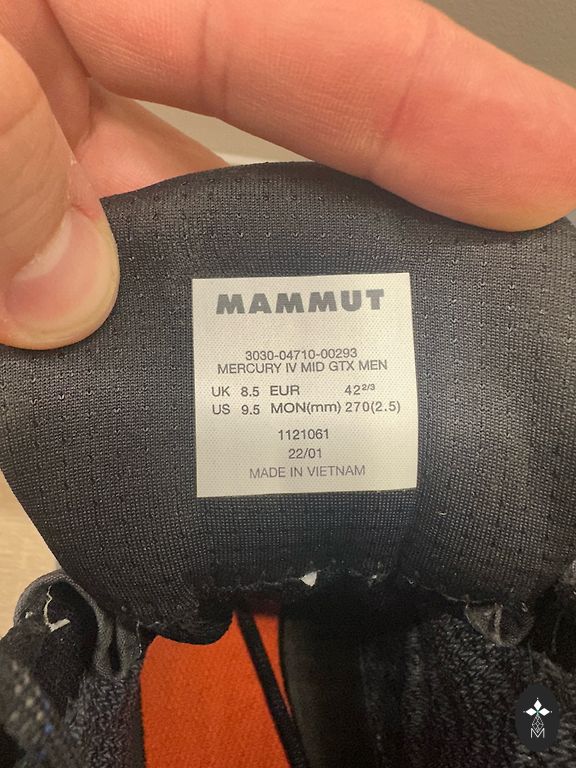 MAMMUT
3030-04710-00293
MERCURY IV MID GTX MEN
UK 8.5 EUR 42 2/3
US 9.5 MON(mm) 270(2.5)
1121061
22/01
MADE IN VIETNAM
M